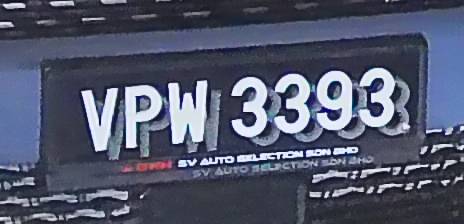 VPW 3393
SV AUTO SELECTION SDN BHD